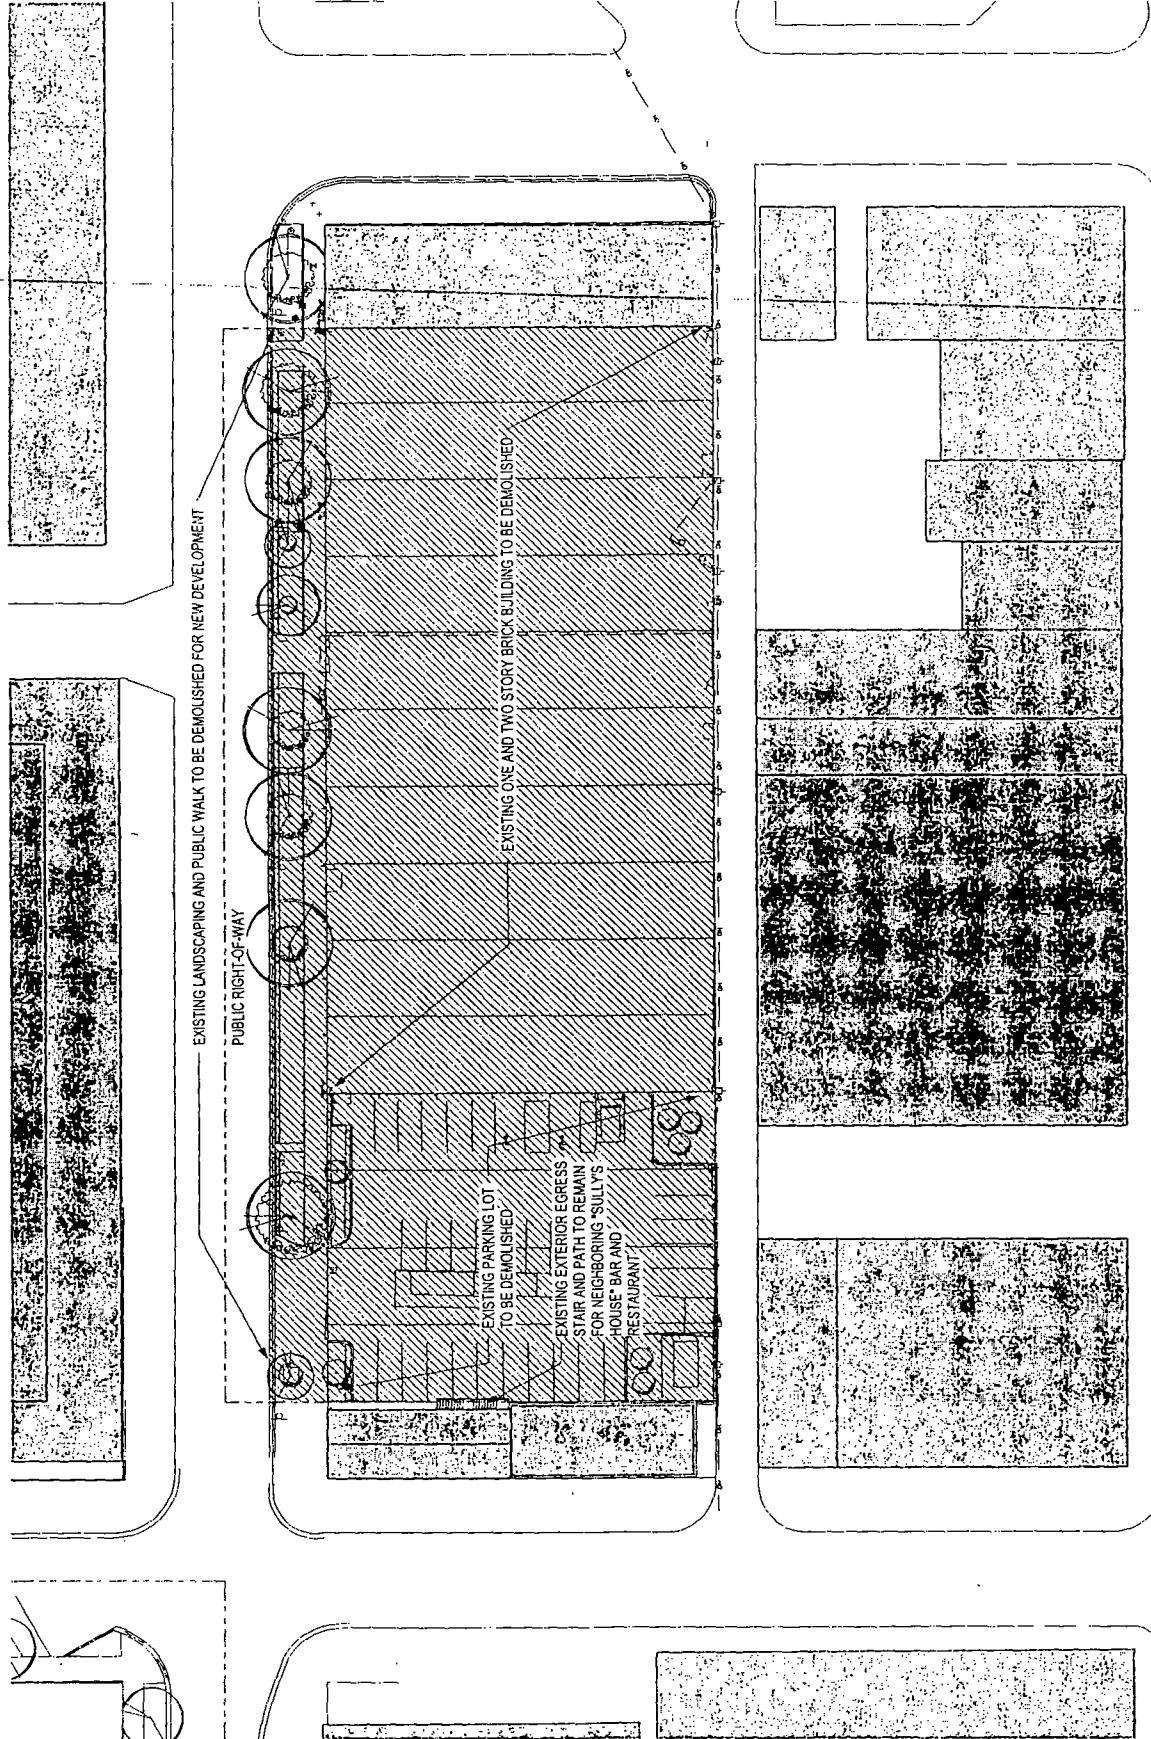 EXISTING LANDSCAPING AND PUBLIC WALK TO BE DEMOLISHED FOR NEW DEVELOPMENT
PUBLIC RIGHT-OF-WAY
EXISTING ONE AND TWO STORY BRICK BUILDING TO BE DEMOLISHED
EXISTING PARKING LOT
TO BE DEMOLISHED
EXISTING EXTERIOR EGRESS
STAIR AND PATH TO REMAIN
FOR NEIGHBORING "SULLY'S
HOUSE" BAR AND
RESTAURANT